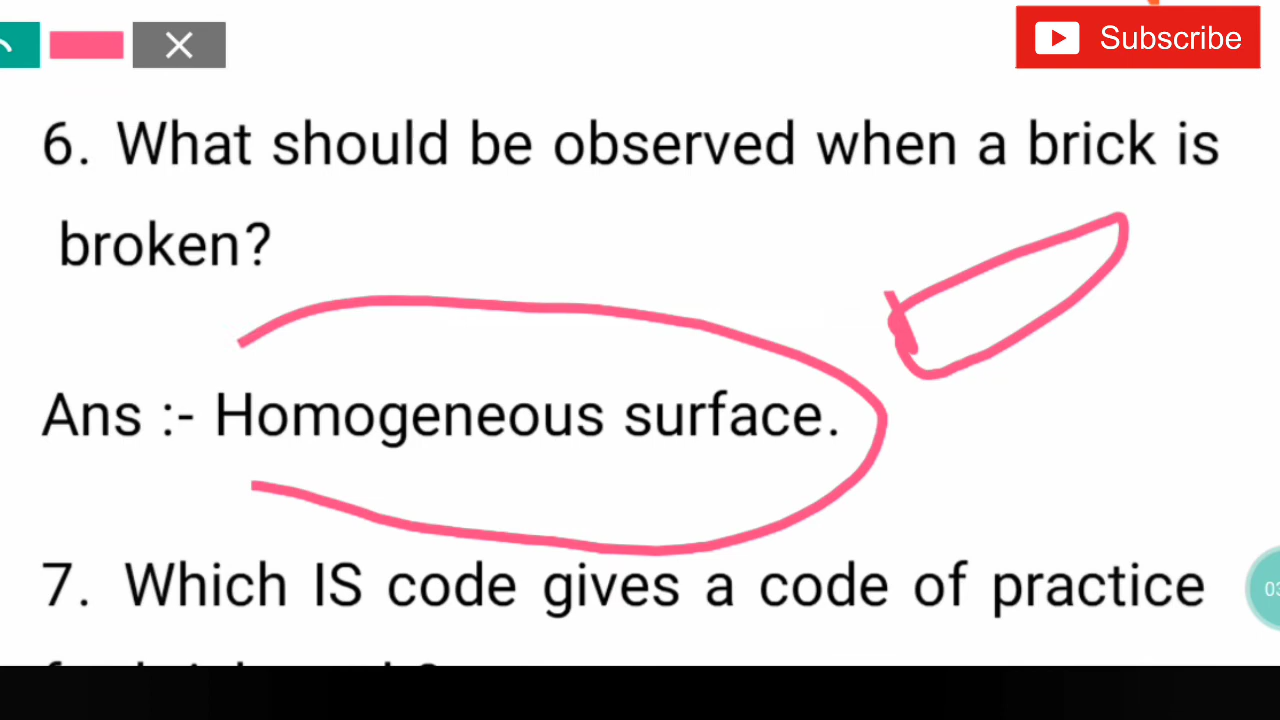 Subscribe
6. What should be observed when a brick is
broken?
Ans :- Homogeneous surface.
7. Which IS code gives a code of practice